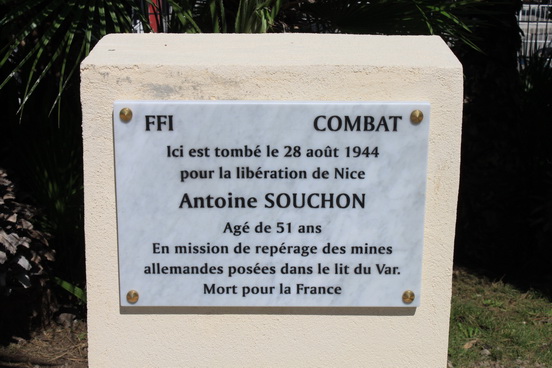 FFI COMBAT
Ici est tombé le 28 août 1944
pour la libération de Nice
Antoine SOUCHON
Agé de 51 ans
En mission de repérage des mines
allemandes posées dans le lit du Var.
Mort pour la France